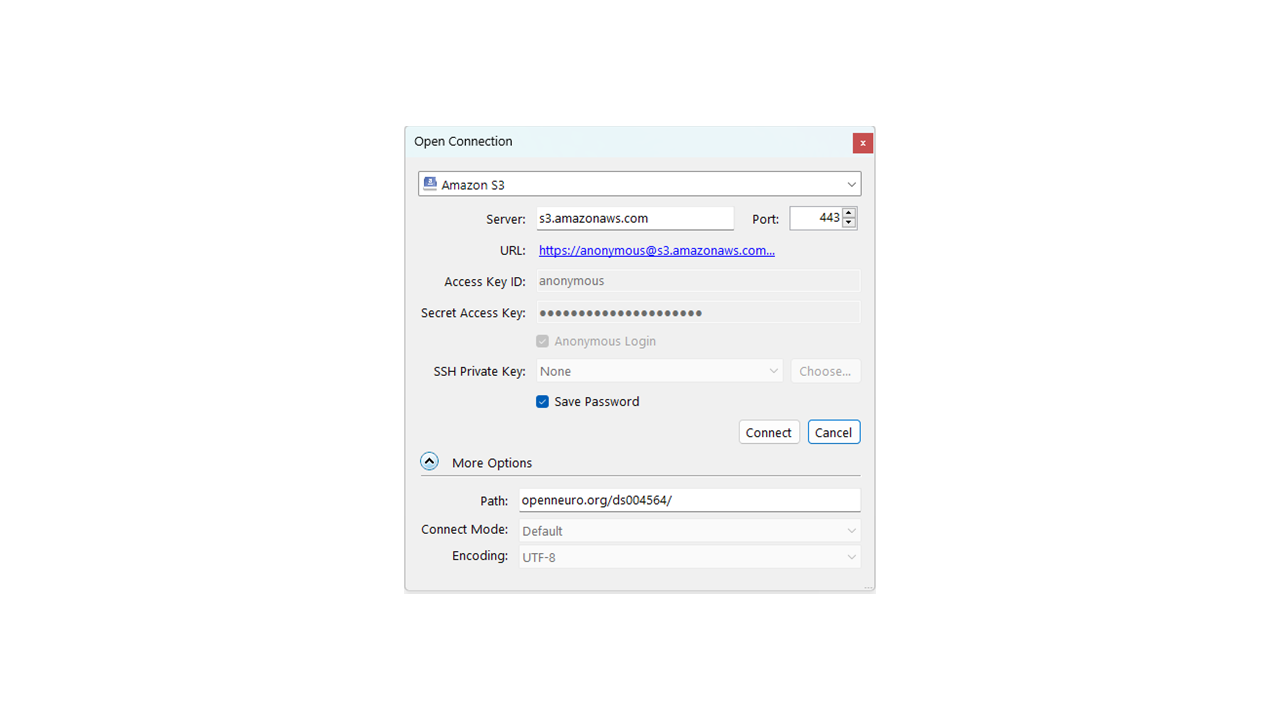 Open Connection
x
Amazon S3
Server: s3.amazonaws.com Port: 443
URL: https://anonymous@s3.amazonaws.com...
Access Key ID: anonymous
Secret Access Key: ●●●●●●●●●●●●●●●●●●●●●
Anonymous Login
SSH Private Key: None Choose...
Save Password
Connect Cancel
More Options
Path: openneuro.org/ds004564/
Connect Mode: Default
Encoding: UTF-8